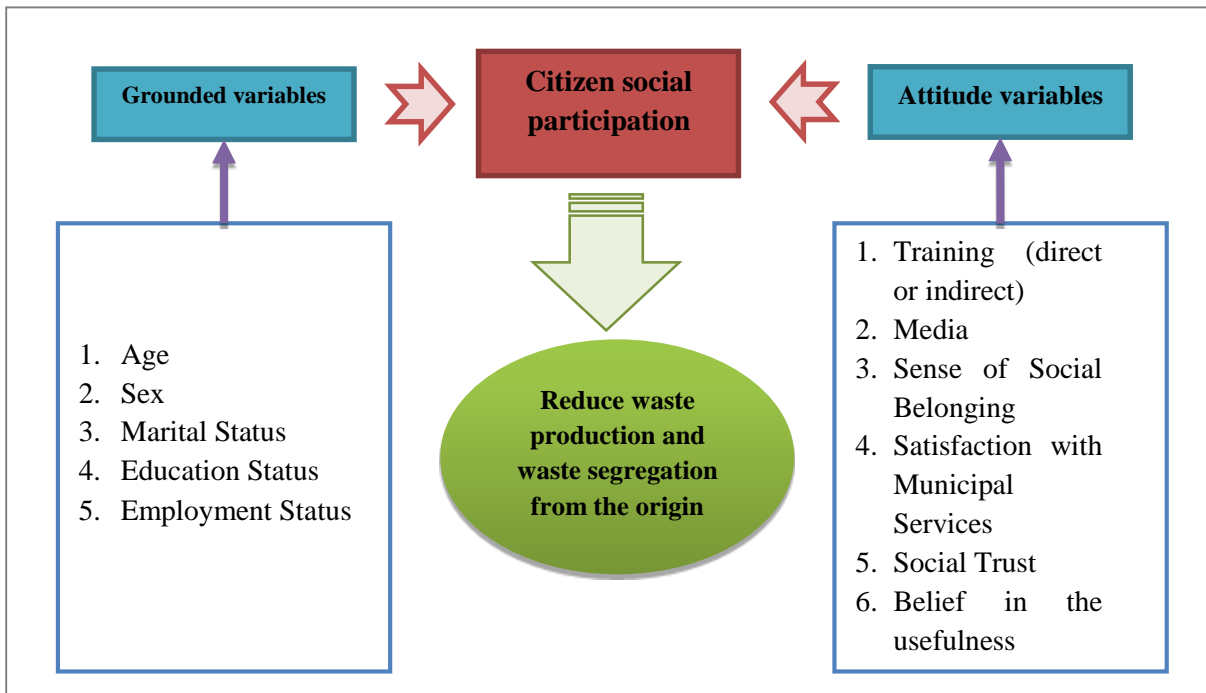 Grounded variables
Citizen social
participation
Attitude variables
1. Age
2. Sex
3. Marital Status
4. Education Status
5. Employment Status
Reduce waste
production and
waste segregation
from the origin
1. Training (direct
or indirect)
2. Media
3. Sense of Social
Belonging
4. Satisfaction with
Municipal
Services
5. Social Trust
6. Belief in the
usefulness